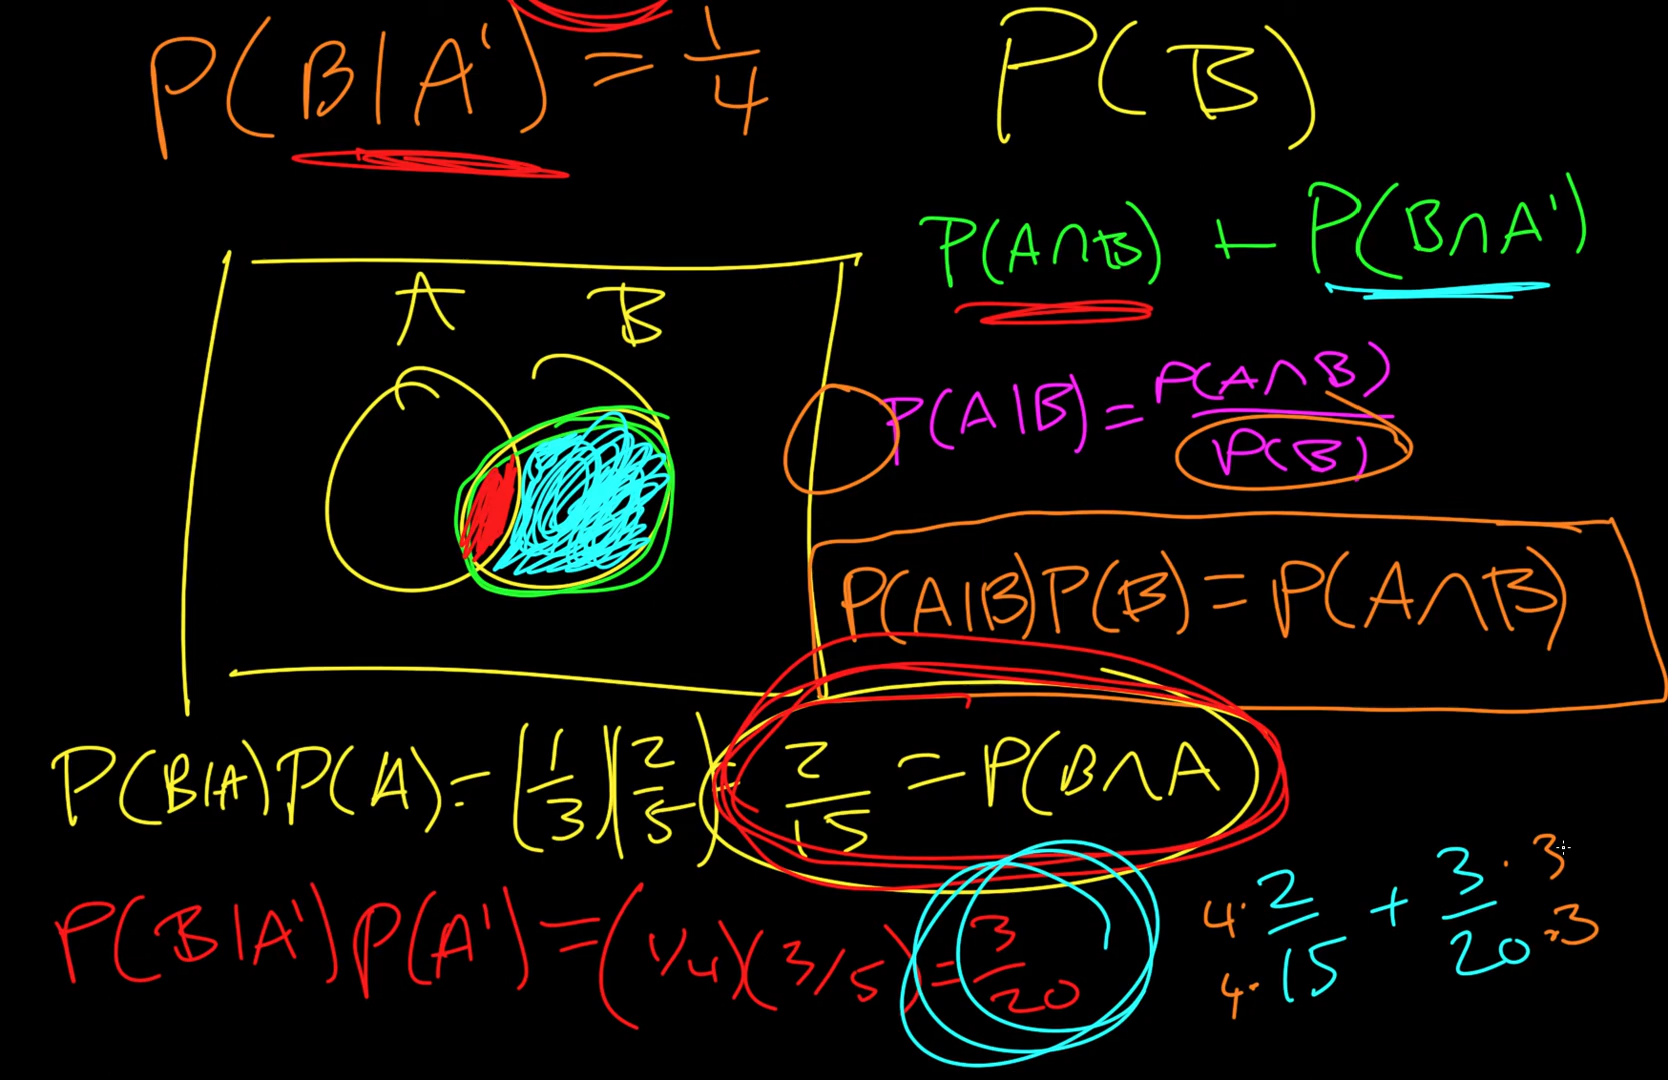 P(B|A') = 1/4
P(B)
P(A∩B) + P(B∩A')
A B
P(A|B) = P(A∩B)/P(B)
P(A|B)P(B) = P(A∩B)
P(B|A)P(A) = (1/3)(2/5) = 2/15 = P(B∩A
P(B|A')P(A') = (1/4)(3/5) = 3/20
4· 2/15 4· + 3/20 ·3 ·3